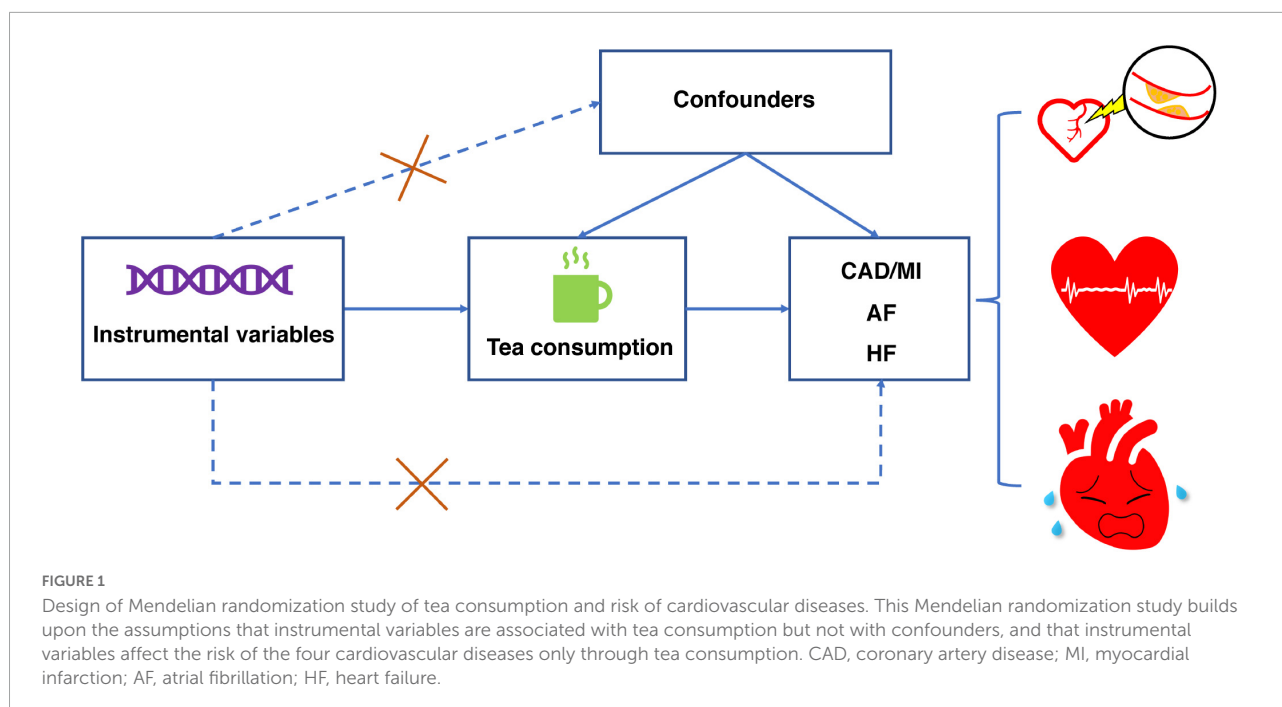 Confounders
Instrumental variables
Tea consumption
CAD/MI
AF
HF
FIGURE 1
Design of Mendelian randomization study of tea consumption and risk of cardiovascular diseases. This Mendelian randomization study builds
upon the assumptions that instrumental variables are associated with tea consumption but not with confounders, and that instrumental
variables affect the risk of the four cardiovascular diseases only through tea consumption. CAD, coronary artery disease; MI, myocardial
infarction; AF, atrial fibrillation; HF, heart failure.